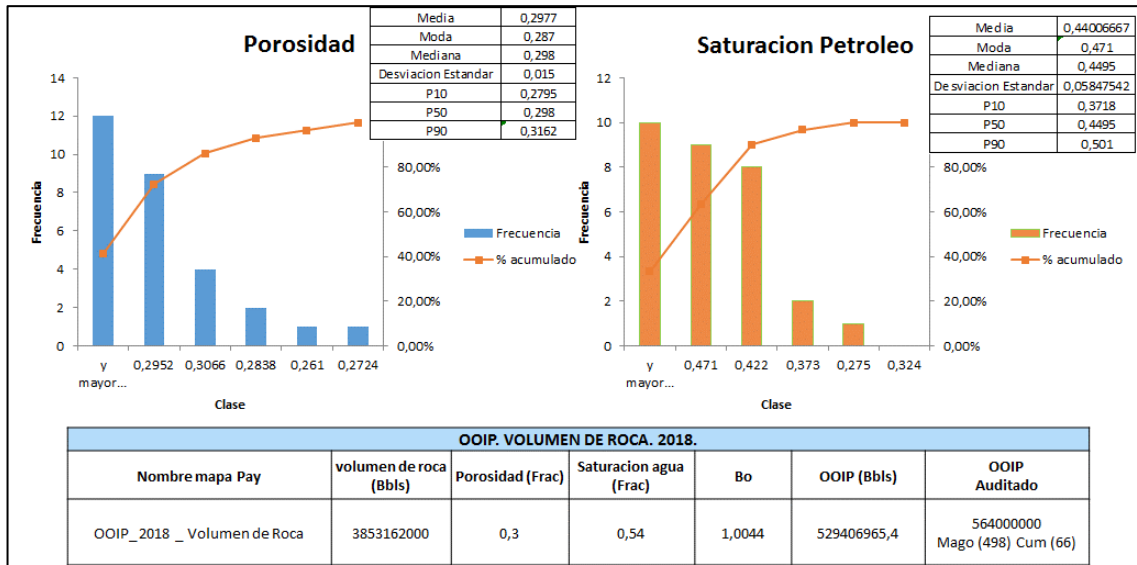 Porosidad
Media 0,2977
Moda 0,287
Mediana 0,298
Desviacion Estandar 0,015
P10 0,2795
P50 0,298
P90 0,3162
14
12
10
8
6
4
2
0
Frecuencia
80,00%
60,00%
40,00%
20,00%
0,00%
Frecuencia
% acumulado
y mayor... 0,2952 0,3066 0,2838 0,261 0,2724
Clase
Saturacion Petroleo
Media 0,44006667
Moda 0,471
Mediana 0,4495
Desviacion Estandar 0,05847542
P10 0,3718
P50 0,4495
P90 0,501
12
10
8
6
4
2
0
Frecuencia
80,00%
60,00%
40,00%
20,00%
0,00%
Frecuencia
% acumulado
y mayor... 0,471 0,422 0,373 0,275 0,324
Clase
OOIP. VOLUMEN DE ROCA. 2018.
Nombre mapa Pay volumen de roca (Bbls) Porosidad (Frac) Saturacion agua (Frac) Bo OOIP (Bbls) OOIP Auditado
OOIP_2018 _ Volumen de Roca 3853162000 0,3 0,54 1,0044 529406965,4 564000000
Mago (498) Cum (66)